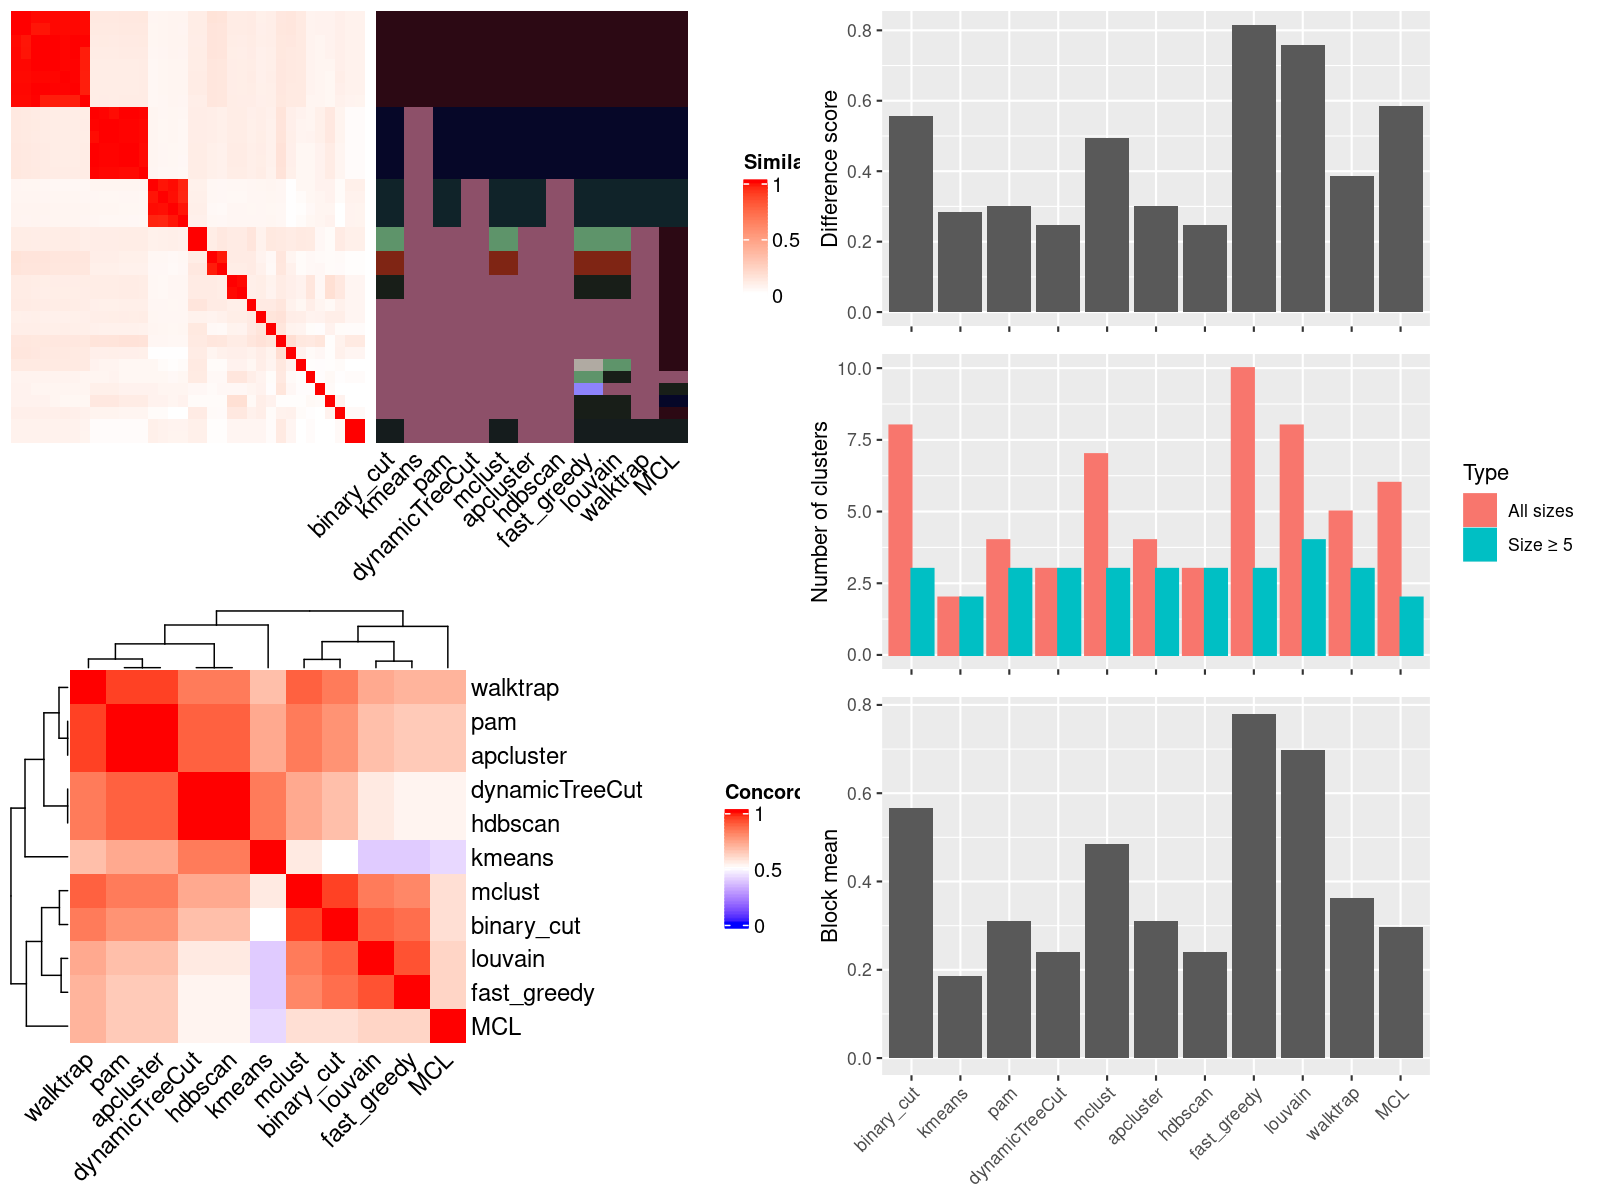 Simila
1
0.5
0
binary_cut
kmeans
pam
dynamicTreeCut
mclust
apcluster
hdbscan
fast_greedy
louvain
walktrap
MCL
walktrap
pam
apcluster
dynamicTreeCut
hdbscan
kmeans
mclust
binary_cut
louvain
fast_greedy
MCL
Concord
1
0.5
0
walktrap
pam
apcluster
dynamicTreeCut
hdbscan
kmeans
mclust
binary_cut
louvain
fast_greedy
MCL
Difference score
0.8
0.6
0.4
0.2
0.0
Number of clusters
10.0
7.5
5.0
2.5
0.0
Type
All sizes
Size ≥ 5
Block mean
0.8
0.6
0.4
0.2
0.0
binary_cut
kmeans
pam
dynamicTreeCut
mclust
apcluster
hdbscan
fast_greedy
louvain
walktrap
MCL